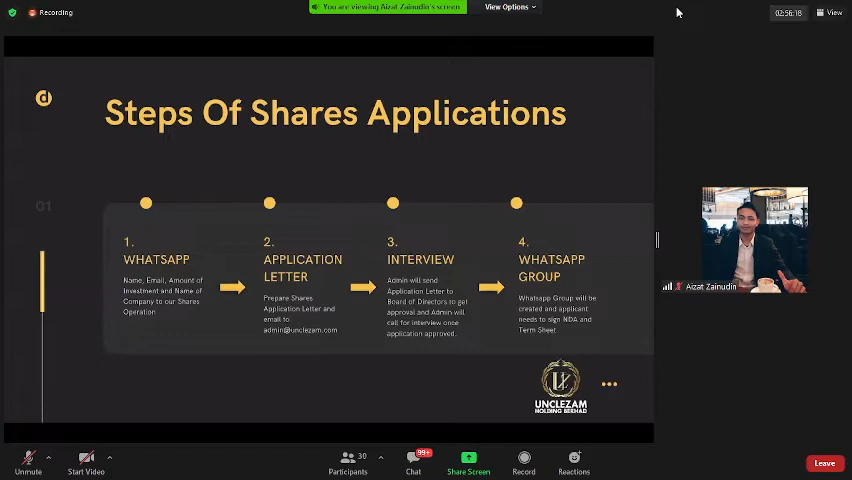 Recording
You are viewing Aizat Zainudin's screen
View Options
02:56:18
View
d
Steps Of Shares Applications
01
1.
WHATSAPP
Name, Email, Amount of
Investment and Name of
Company to our Shares
Operation
2.
APPLICATION
LETTER
Prepare Shares
Application Letter and
email to
admin@unclezam.com
3.
INTERVIEW
Admin will send
Application Letter to
Board of Directors to get
approval and Admin will
call for interview once
application approved.
4.
WHATSAPP
GROUP
Whatsapp Group will be
created and applicant
needs to sign NDA and
Term Sheet
UZ
UNCLEZAM
HOLDING BERHAD
Aizat Zainudin
Unmute
Start Video
30
Participants
99+
Chat
Share Screen
Record
Reactions
Leave